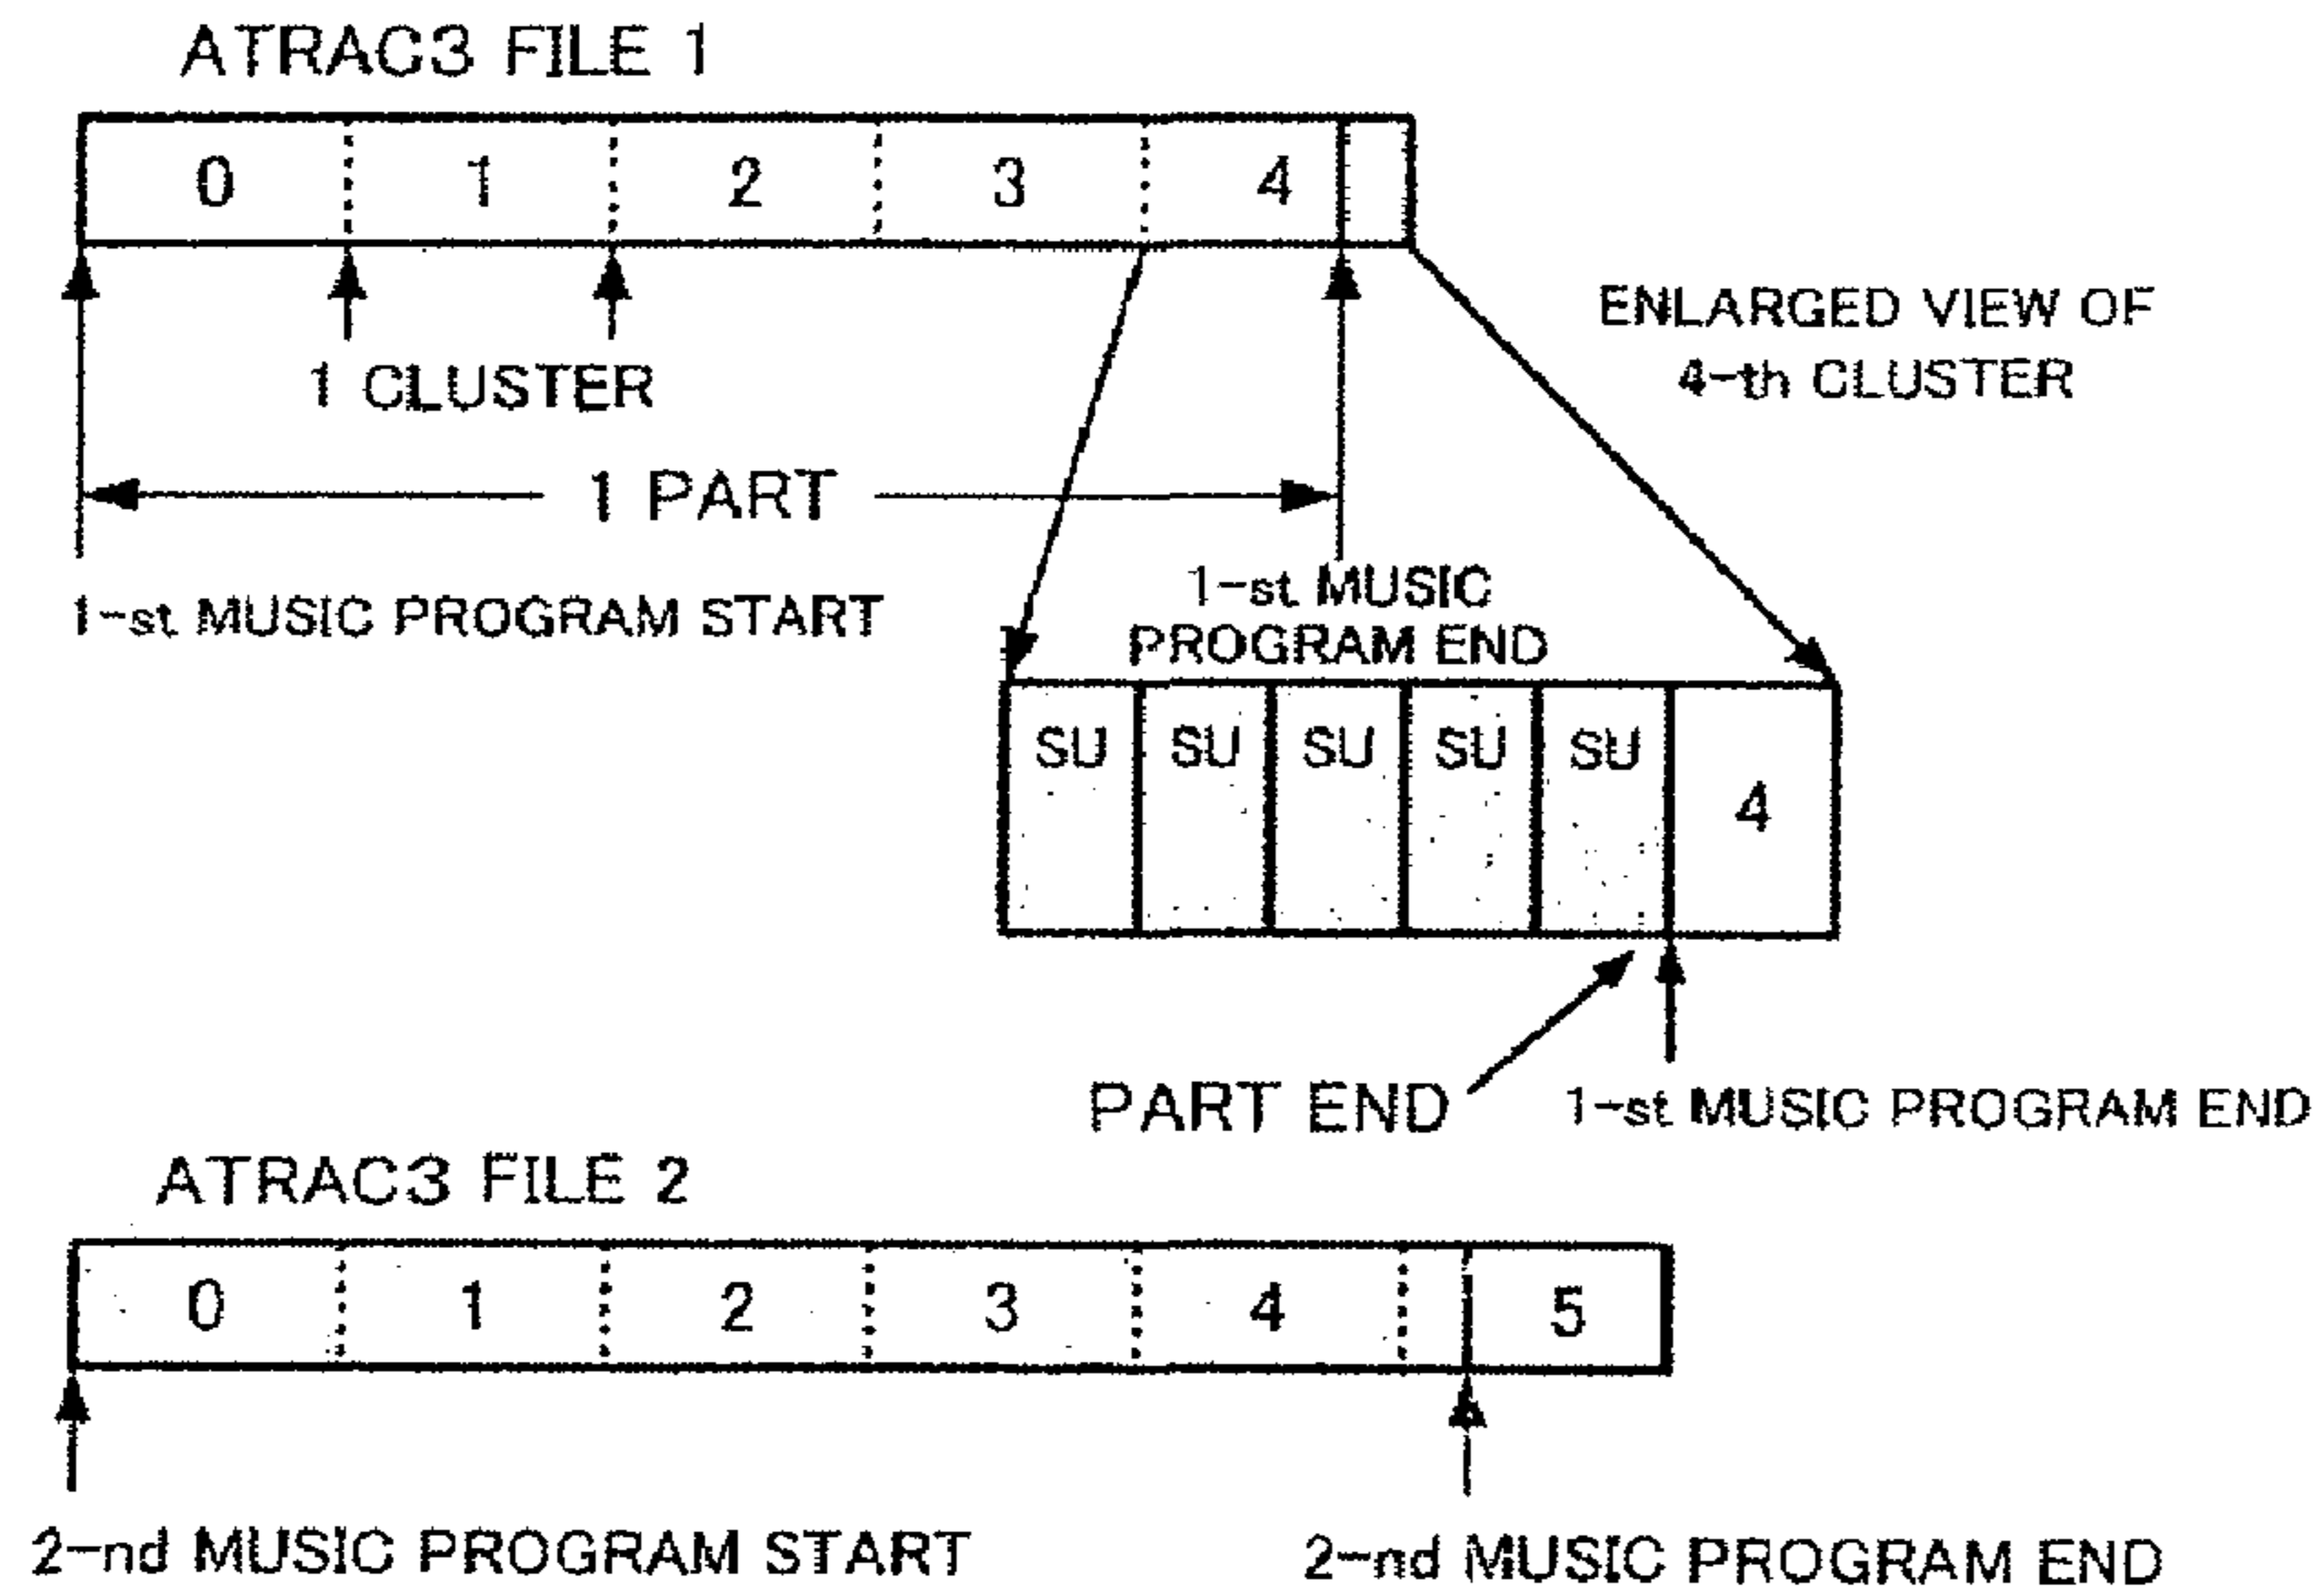 ATRAC3 FILE 1
0 1 2 3 4
ENLARGED VIEW OF
4-th CLUSTER
1 CLUSTER
1 PART
1-st MUSIC PROGRAM START
1-st MUSIC
PROGRAM END
SU SU SU SU SU
4
PART END
1-st MUSIC PROGRAM END
ATRAC3 FILE 2
0 1 2 3 4 5
2-nd MUSIC PROGRAM START
2-nd MUSIC PROGRAM END